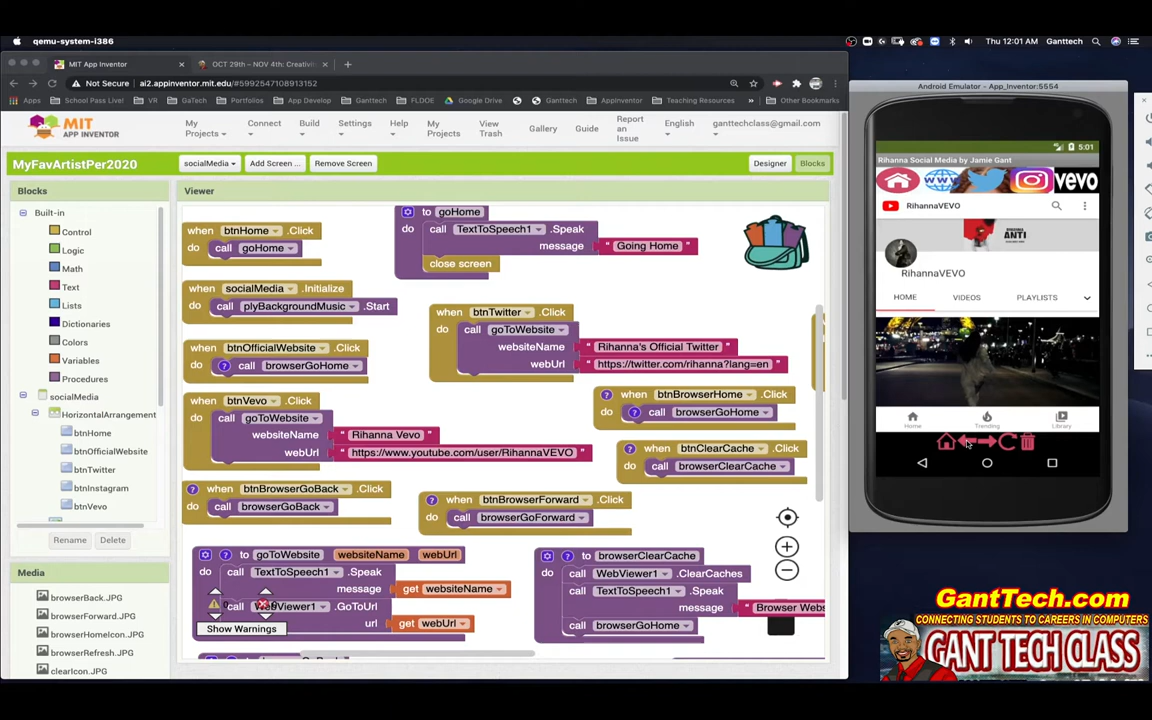 qemu-system-i386
Thu 12:01 AM Ganttech
MIT App Inventor
OCT 29th – NOV 4th: Creativi
Not Secure
ai2.appinventor.mit.edu/#5992547108913152
Apps
School Pass Live!
VR
GaTech
Portfolios
App Develop
Ganttech
FLDOE
Google Drive
Ganttech
Appinventor
Teaching Resources
»
Other Bookmarks
MIT
APP INVENTOR
My Projects
Connect
Build
Settings
Help
My Projects
View Trash
Gallery
Guide
Report an Issue
English
ganttechclass@gmail.com
MyFavArtistPer2020
socialMedia
Add Screen ...
Remove Screen
Designer
Blocks
Blocks
Viewer
Built-in
Control
Logic
Math
Text
Lists
Dictionaries
Colors
Variables
Procedures
socialMedia
HorizontalArrangement
btnHome
btnOfficialWebsite
btnTwitter
btnInstagram
btnVevo
Rename
Delete
Media
browserBack.JPG
browserForward.JPG
browserHomeIcon.JPG
browserRefresh.JPG
clearIcon.JPG
when btnHome .Click
do call goHome
to goHome
do call TextToSpeech1 .Speak
message " Going Home "
close screen
when socialMedia .Initialize
do call plyBackgroundMusic .Start
when btnTwitter .Click
do call goToWebsite
websiteName " Rihanna's Official Twitter "
webUrl " https://twitter.com/rihanna?lang=en "
when btnOfficialWebsite .Click
do ? call browserGoHome
? when btnBrowserHome .Click
do ? call browserGoHome
when btnVevo .Click
do call goToWebsite
websiteName " Rihanna Vevo "
webUrl " https://www.youtube.com/user/RihannaVEVO "
? when btnClearCache .Click
do call browserClearCache
? when btnBrowserGoBack .Click
do call browserGoBack
? when btnBrowserForward .Click
do call browserGoForward
? to goToWebsite websiteName webUrl
do call TextToSpeech1 .Speak
message get websiteName
call WebViewer1 .GoToUrl
url get webUrl
Show Warnings
? to browserClearCache
do call WebViewer1 .ClearCaches
call TextToSpeech1 .Speak
message " Browser Webs
call browserGoHome
Android Emulator - App_Inventor:5554
5:01
Rihanna Social Media by Jamie Gant
WWW
vevo
RihannaVEVO
ANTI
RihannaVEVO
HOME
VIDEOS
PLAYLISTS
Home
Trending
Library
GantTech.com
CONNECTING STUDENTS TO CAREERS IN COMPUTERS
GANT TECH CLASS